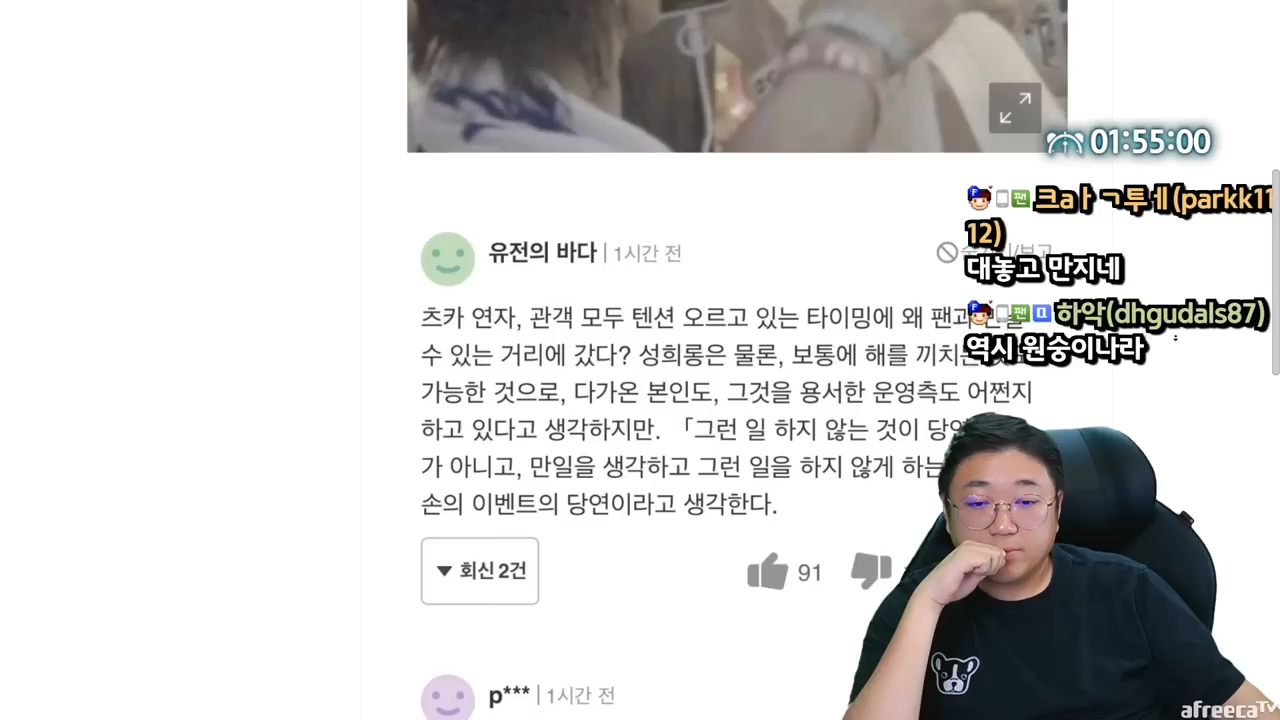 01:55:00
크aㅏㄱ투ㅔ(parkk11
12)
대놓고 만지네
하악(dhgudals87)
역시 원숭이나라
유전의 바다 | 1시간 전
츠카 연자, 관객 모두 텐션 오르고 있는 타이밍에 왜
수 있는 거리에 갔다? 성희롱은 물론, 보통에 해를
가능한 것으로, 다가온 본인도, 그것을 용서한 운영측도 어쩐지
하고 있다고 생각하지만. 「그런 일 하지 않는 것이
가 아니고, 만일을 생각하고 그런 일을 하지 않게 하는
손의 이벤트의 당연이라고 생각한다.
▼ 회신 2건
91
p*** | 1시간 전
afreecaTV